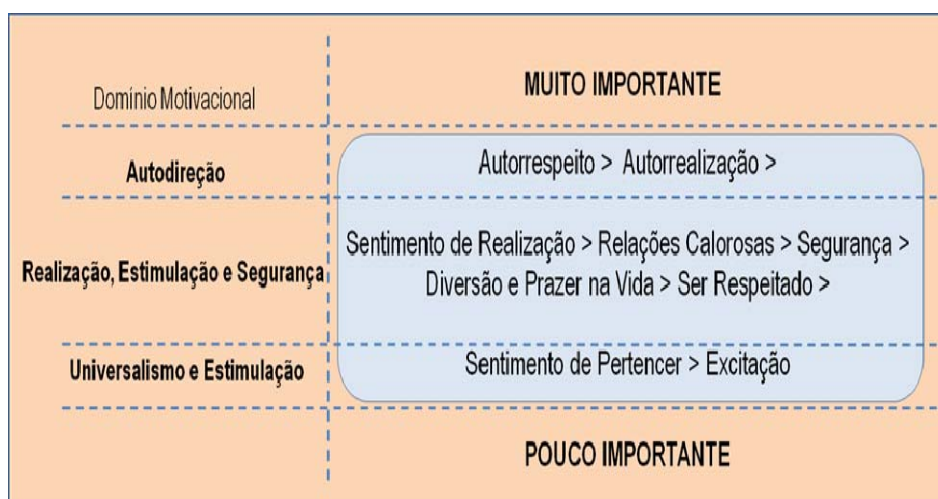 MUITO IMPORTANTE
Domínio Motivacional
Autodireção
Autorrespeito > Autorrealização >
Realização, Estimulação e Segurança
Sentimento de Realização > Relações Calorosas > Segurança >
Diversão e Prazer na Vida > Ser Respeitado >
Universalismo e Estimulação
Sentimento de Pertencer > Excitação
POUCO IMPORTANTE